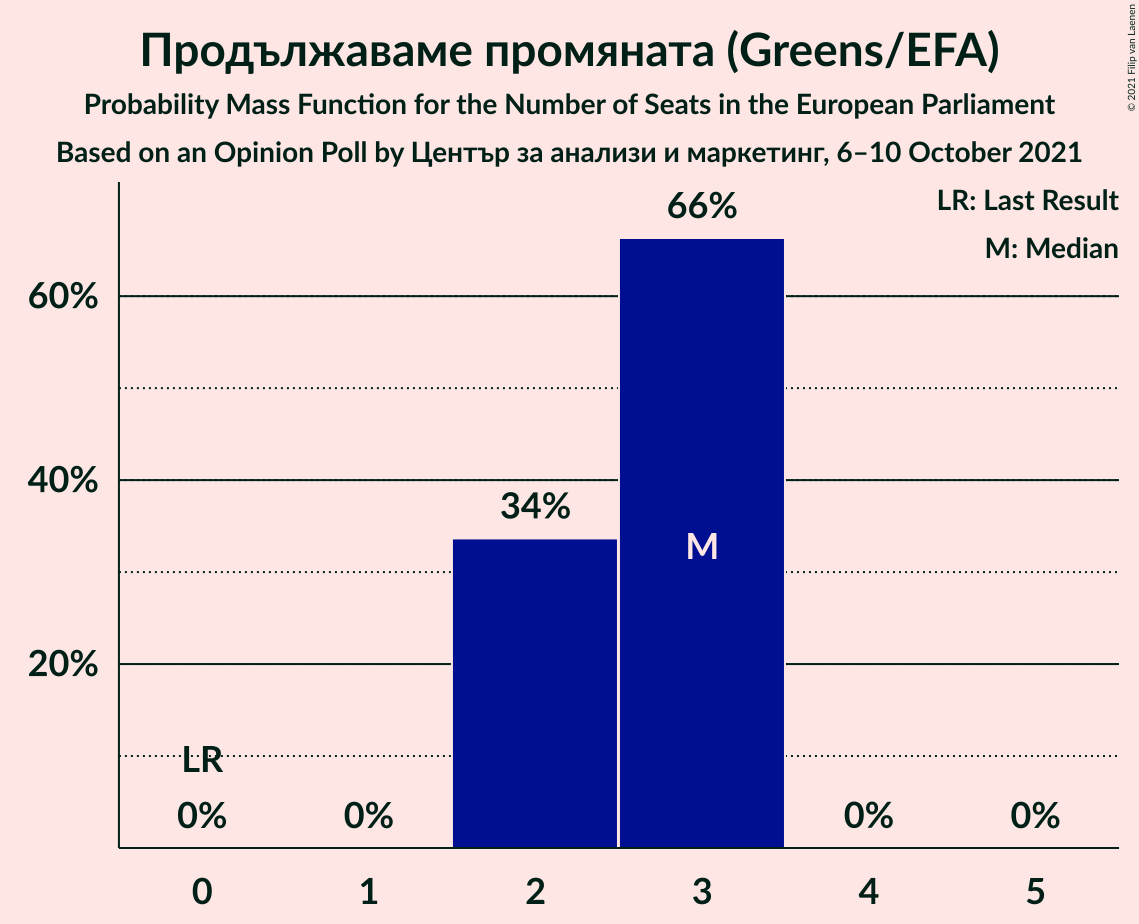 Продължаваме промяната (Greens/EFA)
Probability Mass Function for the Number of Seats in the European Parliament
Based on an Opinion Poll by Център за анализи и маркетинг, 6–10 October 2021
© 2021 Filip van Laenen
LR: Last Result
M: Median
66%
60%
40%
34%
M
20%
LR
0% 0% 0% 0%
0 1 2 3 4 5